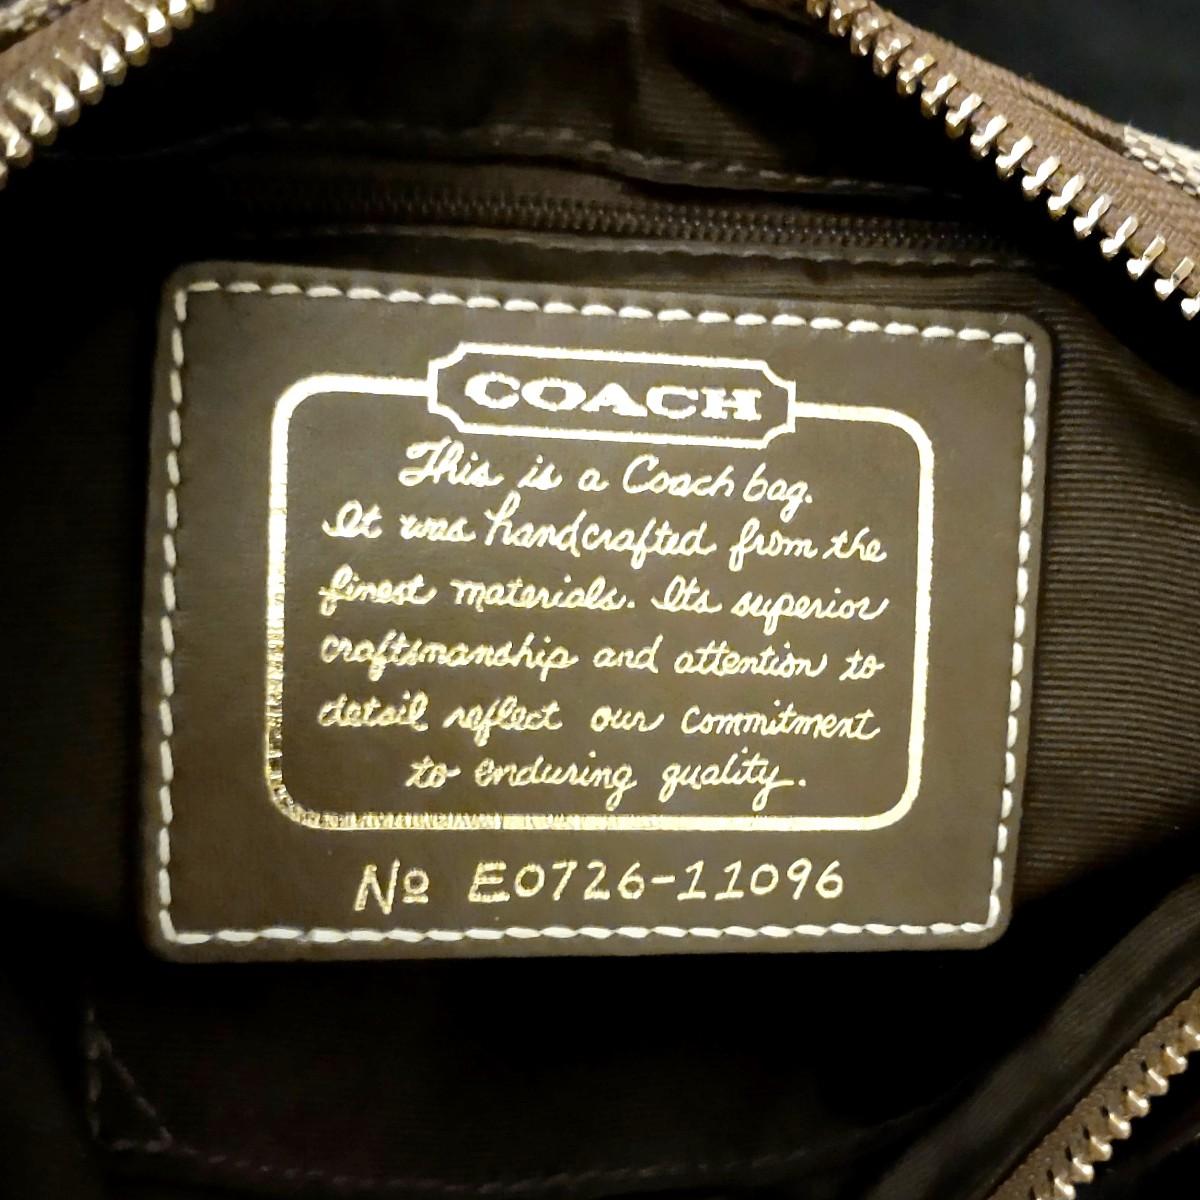 COACH
This is a Coach bag.
It was handcrafted from the
finest materials. Its superior
craftsmanship and attention to
detail reflect our commitment
to enduring quality.
Nº E0726-11096